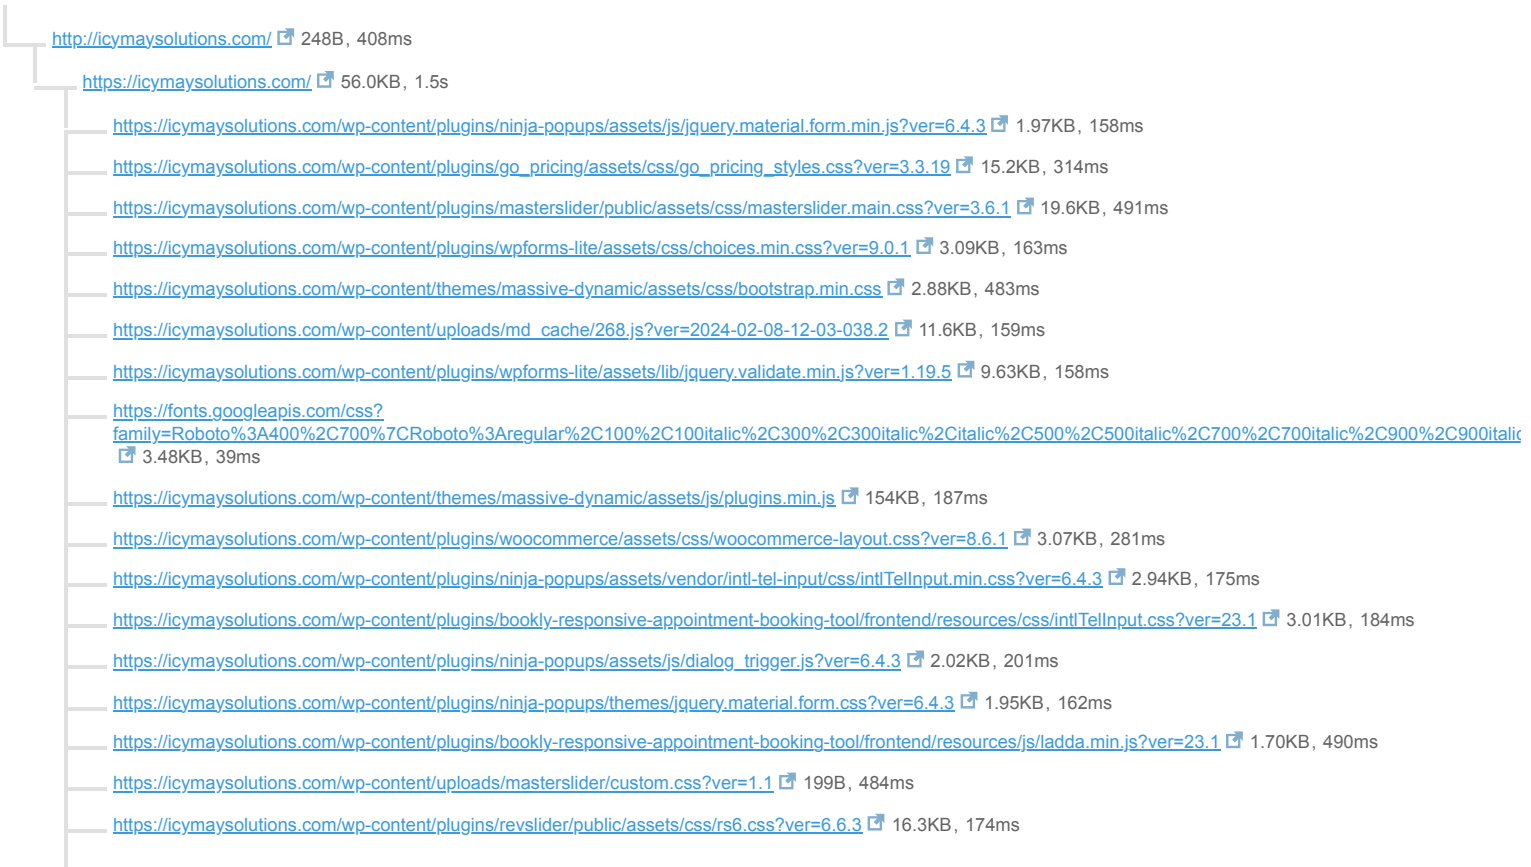 http://icymaysolutions.com/ 248B, 408ms
https://icymaysolutions.com/ 56.0KB, 1.5s
https://icymaysolutions.com/wp-content/plugins/ninja-popups/assets/js/jquery.material.form.min.js?ver=6.4.3 1.97KB, 158ms
https://icymaysolutions.com/wp-content/plugins/go_pricing/assets/css/go_pricing_styles.css?ver=3.3.19 15.2KB, 314ms
https://icymaysolutions.com/wp-content/plugins/masterslider/public/assets/css/masterslider.main.css?ver=3.6.1 19.6KB, 491ms
https://icymaysolutions.com/wp-content/plugins/wpforms-lite/assets/css/choices.min.css?ver=9.0.1 3.09KB, 163ms
https://icymaysolutions.com/wp-content/themes/massive-dynamic/assets/css/bootstrap.min.css 2.88KB, 483ms
https://icymaysolutions.com/wp-content/uploads/md_cache/268.js?ver=2024-02-08-12-03-038.2 11.6KB, 159ms
https://icymaysolutions.com/wp-content/plugins/wpforms-lite/assets/lib/jquery.validate.min.js?ver=1.19.5 9.63KB, 158ms
https://fonts.googleapis.com/css?
family=Roboto%3A400%2C700%7CRoboto%3Aregular%2C100%2C100italic%2C300%2C300italic%2Citalic%2C500%2C500italic%2C700%2C700italic%2C900%2C900italic
3.48KB, 39ms
https://icymaysolutions.com/wp-content/themes/massive-dynamic/assets/js/plugins.min.js 154KB, 187ms
https://icymaysolutions.com/wp-content/plugins/woocommerce/assets/css/woocommerce-layout.css?ver=8.6.1 3.07KB, 281ms
https://icymaysolutions.com/wp-content/plugins/ninja-popups/assets/vendor/intl-tel-input/css/intlTelInput.min.css?ver=6.4.3 2.94KB, 175ms
https://icymaysolutions.com/wp-content/plugins/bookly-responsive-appointment-booking-tool/frontend/resources/css/intlTelInput.css?ver=23.1 3.01KB, 184ms
https://icymaysolutions.com/wp-content/plugins/ninja-popups/assets/js/dialog_trigger.js?ver=6.4.3 2.02KB, 201ms
https://icymaysolutions.com/wp-content/plugins/ninja-popups/themes/jquery.material.form.css?ver=6.4.3 1.95KB, 162ms
https://icymaysolutions.com/wp-content/plugins/bookly-responsive-appointment-booking-tool/frontend/resources/js/ladda.min.js?ver=23.1 1.70KB, 490ms
https://icymaysolutions.com/wp-content/uploads/masterslider/custom.css?ver=1.1 199B, 484ms
https://icymaysolutions.com/wp-content/plugins/revslider/public/assets/css/rs6.css?ver=6.6.3 16.3KB, 174ms